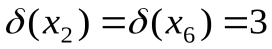 δ(x₂) = δ(x₆) = 3